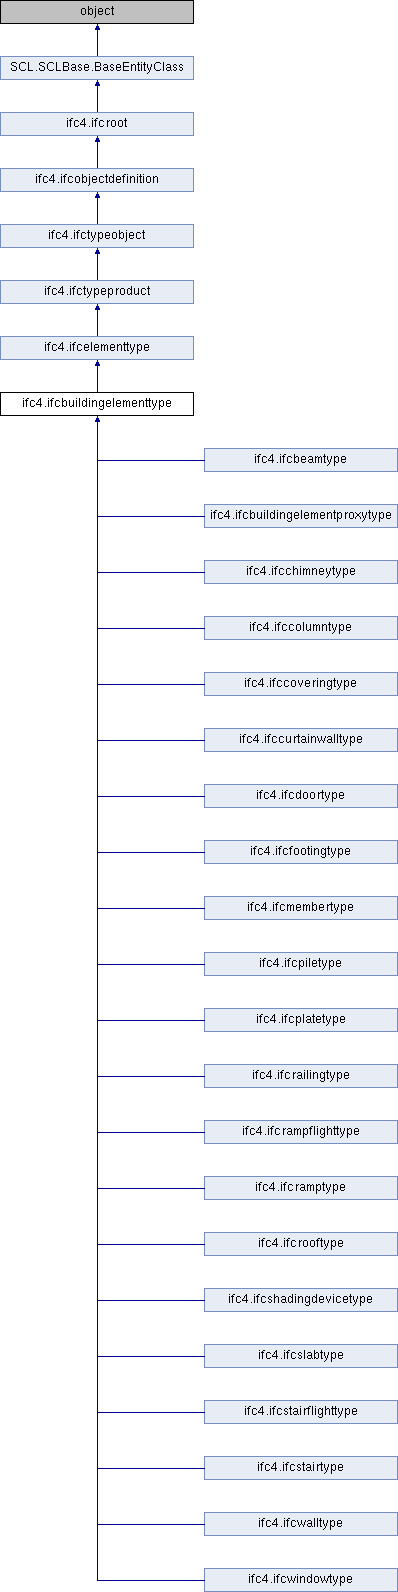 object
SCL.SCLBase.BaseEntityClass
ifc4.ifcroot
ifc4.ifcobjectdefinition
ifc4.ifctypeobject
ifc4.ifctypeproduct
ifc4.ifcelementtype
ifc4.ifcbuildingelementtype
ifc4.ifcbeamtype
ifc4.ifcbuildingelementproxytype
ifc4.ifcchimneytype
ifc4.ifccolumntype
ifc4.ifccoveringtype
ifc4.ifccurtainwalltype
ifc4.ifcdoortype
ifc4.ifcfootingtype
ifc4.ifcmembertype
ifc4.ifcpiletype
ifc4.ifcplatetype
ifc4.ifcrailingtype
ifc4.ifcrampflighttype
ifc4.ifcramptype
ifc4.ifcrooftype
ifc4.ifcshadingdevicetype
ifc4.ifcslabtype
ifc4.ifcstairflighttype
ifc4.ifcstairtype
ifc4.ifcwalltype
ifc4.ifcwindowtype